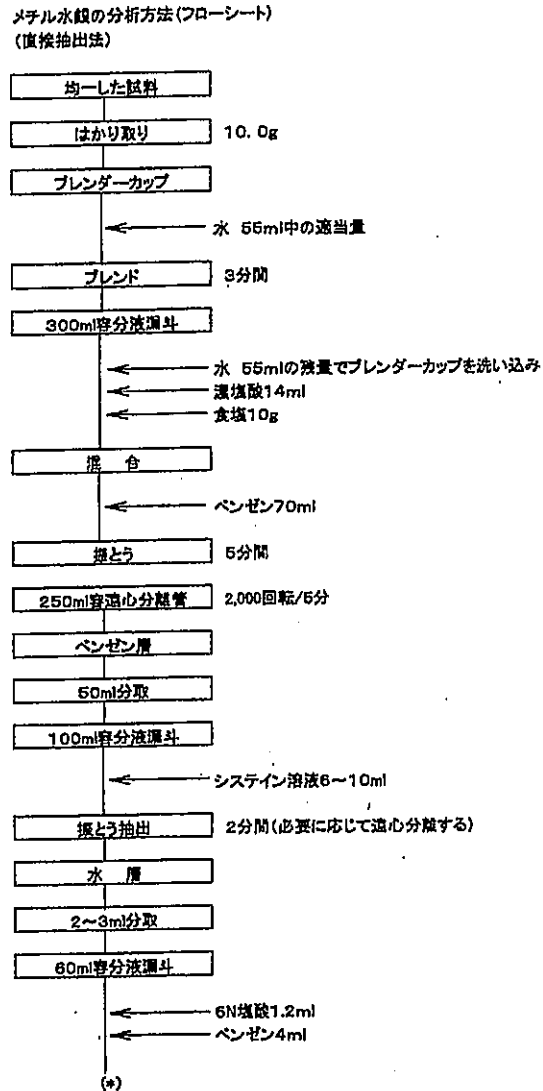 メチル水銀の分析方法(フローシート)
(直接抽出法)
均一した試料
はかり取り 10.0g
ブレンダーカップ
水 55ml中の適当量
ブレンド 3分間
300ml容分液漏斗
水 55mlの残量でブレンダーカップを洗い込み
濃塩酸14ml
食塩10g
混 合
ベンゼン70ml
振とう 5分間
250ml容遠心分離管 2,000回転/5分
ベンゼン層
50ml分取
100ml容分液漏斗
システイン溶液6～10ml
振とう抽出 2分間(必要に応じて遠心分離する)
水 層
2～3ml分取
60ml容分液漏斗
6N塩酸1.2ml
ベンゼン4ml
(*)